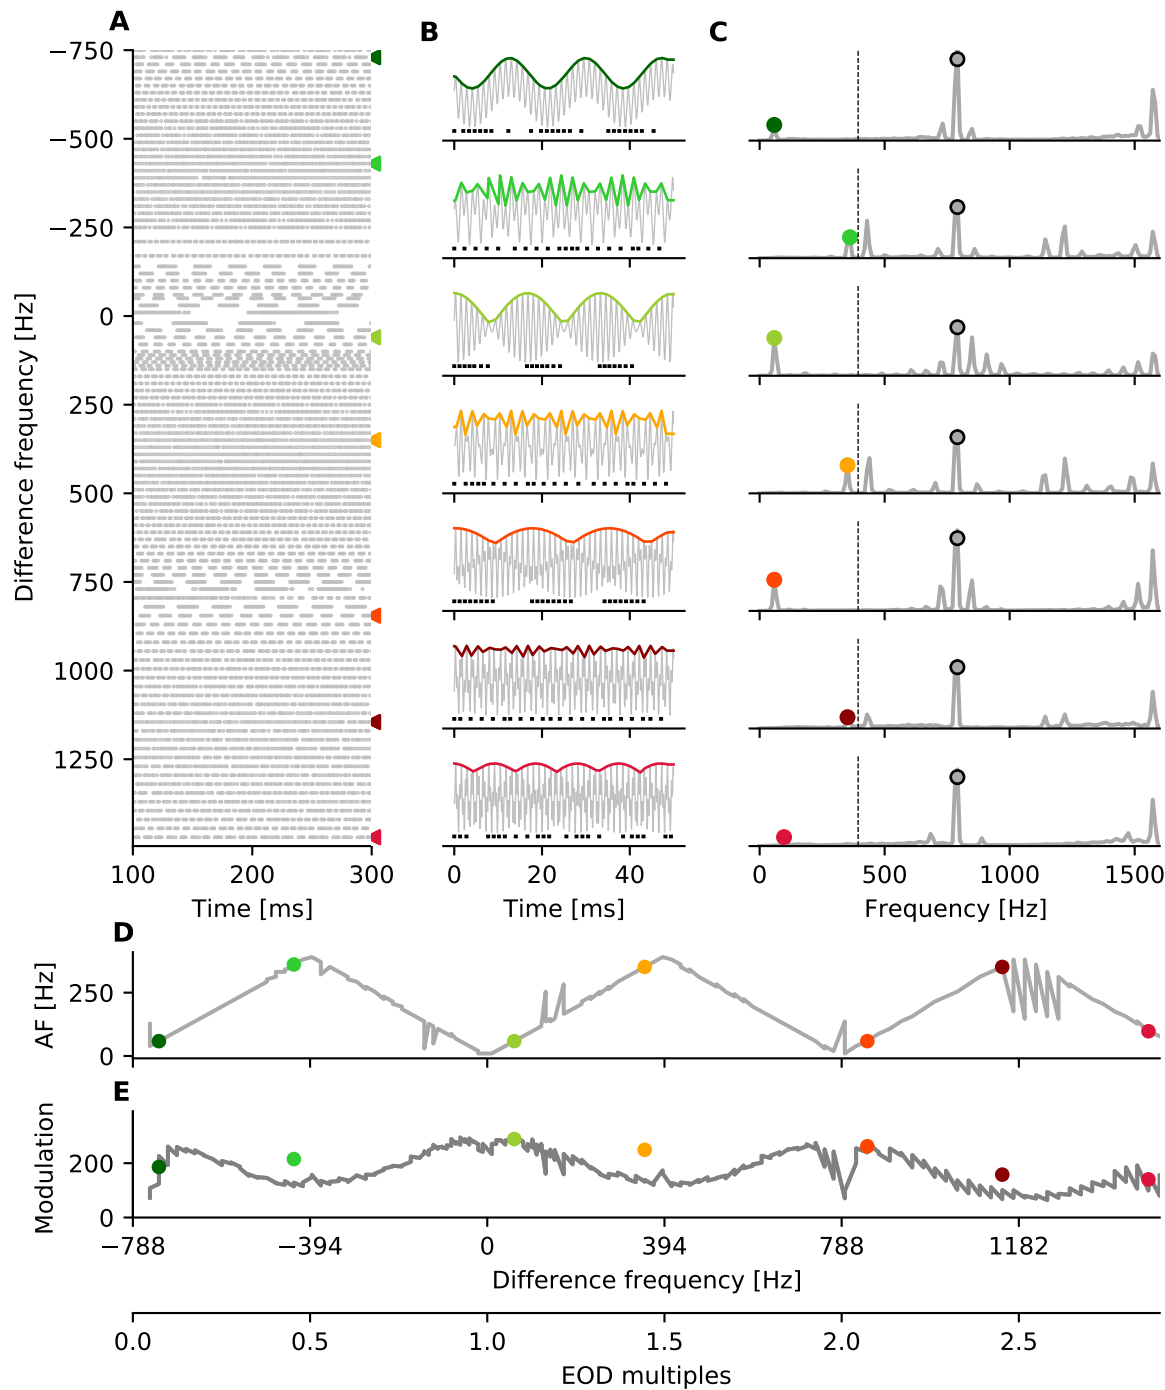 A
B
C
−750
−500
−250
0
250
500
750
1000
1250
Difference frequency [Hz]
100
200
300
Time [ms]
0
20
40
Time [ms]
0
500
1000
1500
Frequency [Hz]
D
250
0
AF [Hz]
E
200
0
Modulation
−788
−394
0
394
788
1182
Difference frequency [Hz]
0.0
0.5
1.0
1.5
2.0
2.5
EOD multiples